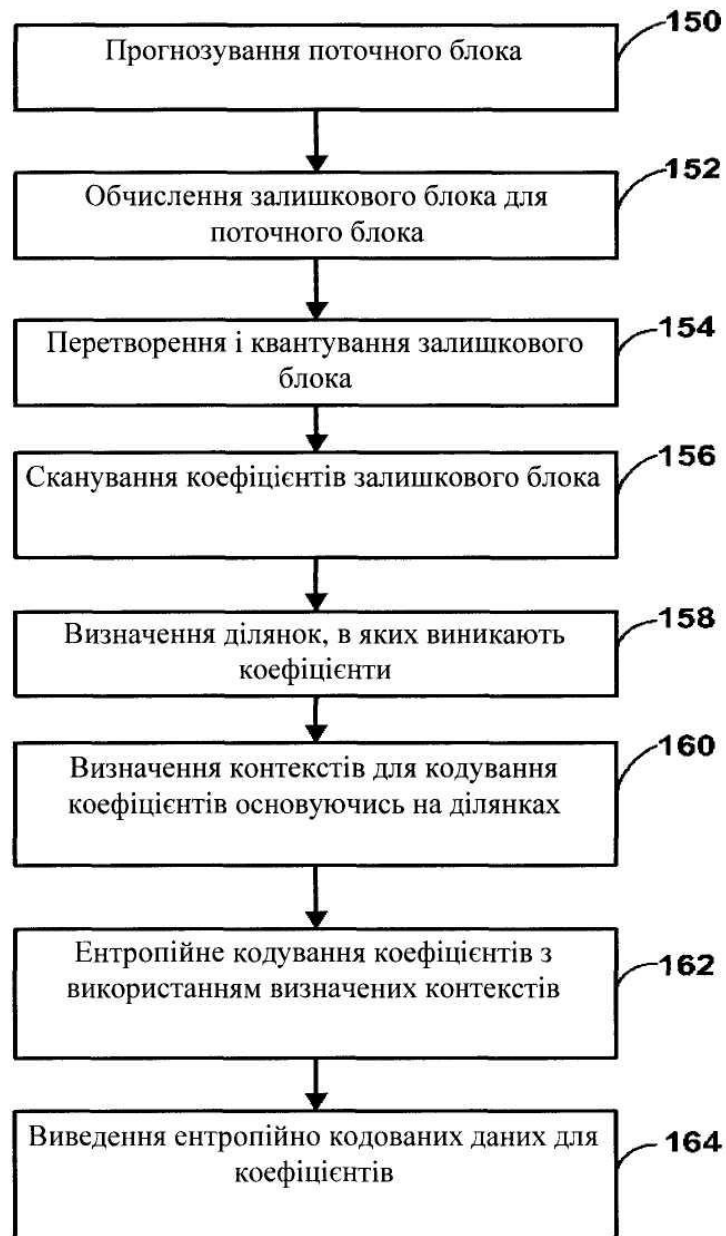 150
Прогнозування поточного блока
152
Обчислення залишкового блока для
поточного блока
154
Перетворення і квантування залишкового
блока
156
Сканування коефіцієнтів залишкового блока
158
Визначення ділянок, в яких виникають
коефіцієнти
160
Визначення контекстів для кодування
коефіцієнтів основуючись на ділянках
Ентропійне кодування коефіцієнтів з
162
використанням визначених контекстів
Виведення ентропійно кодованих даних для
164
коефіцієнтів